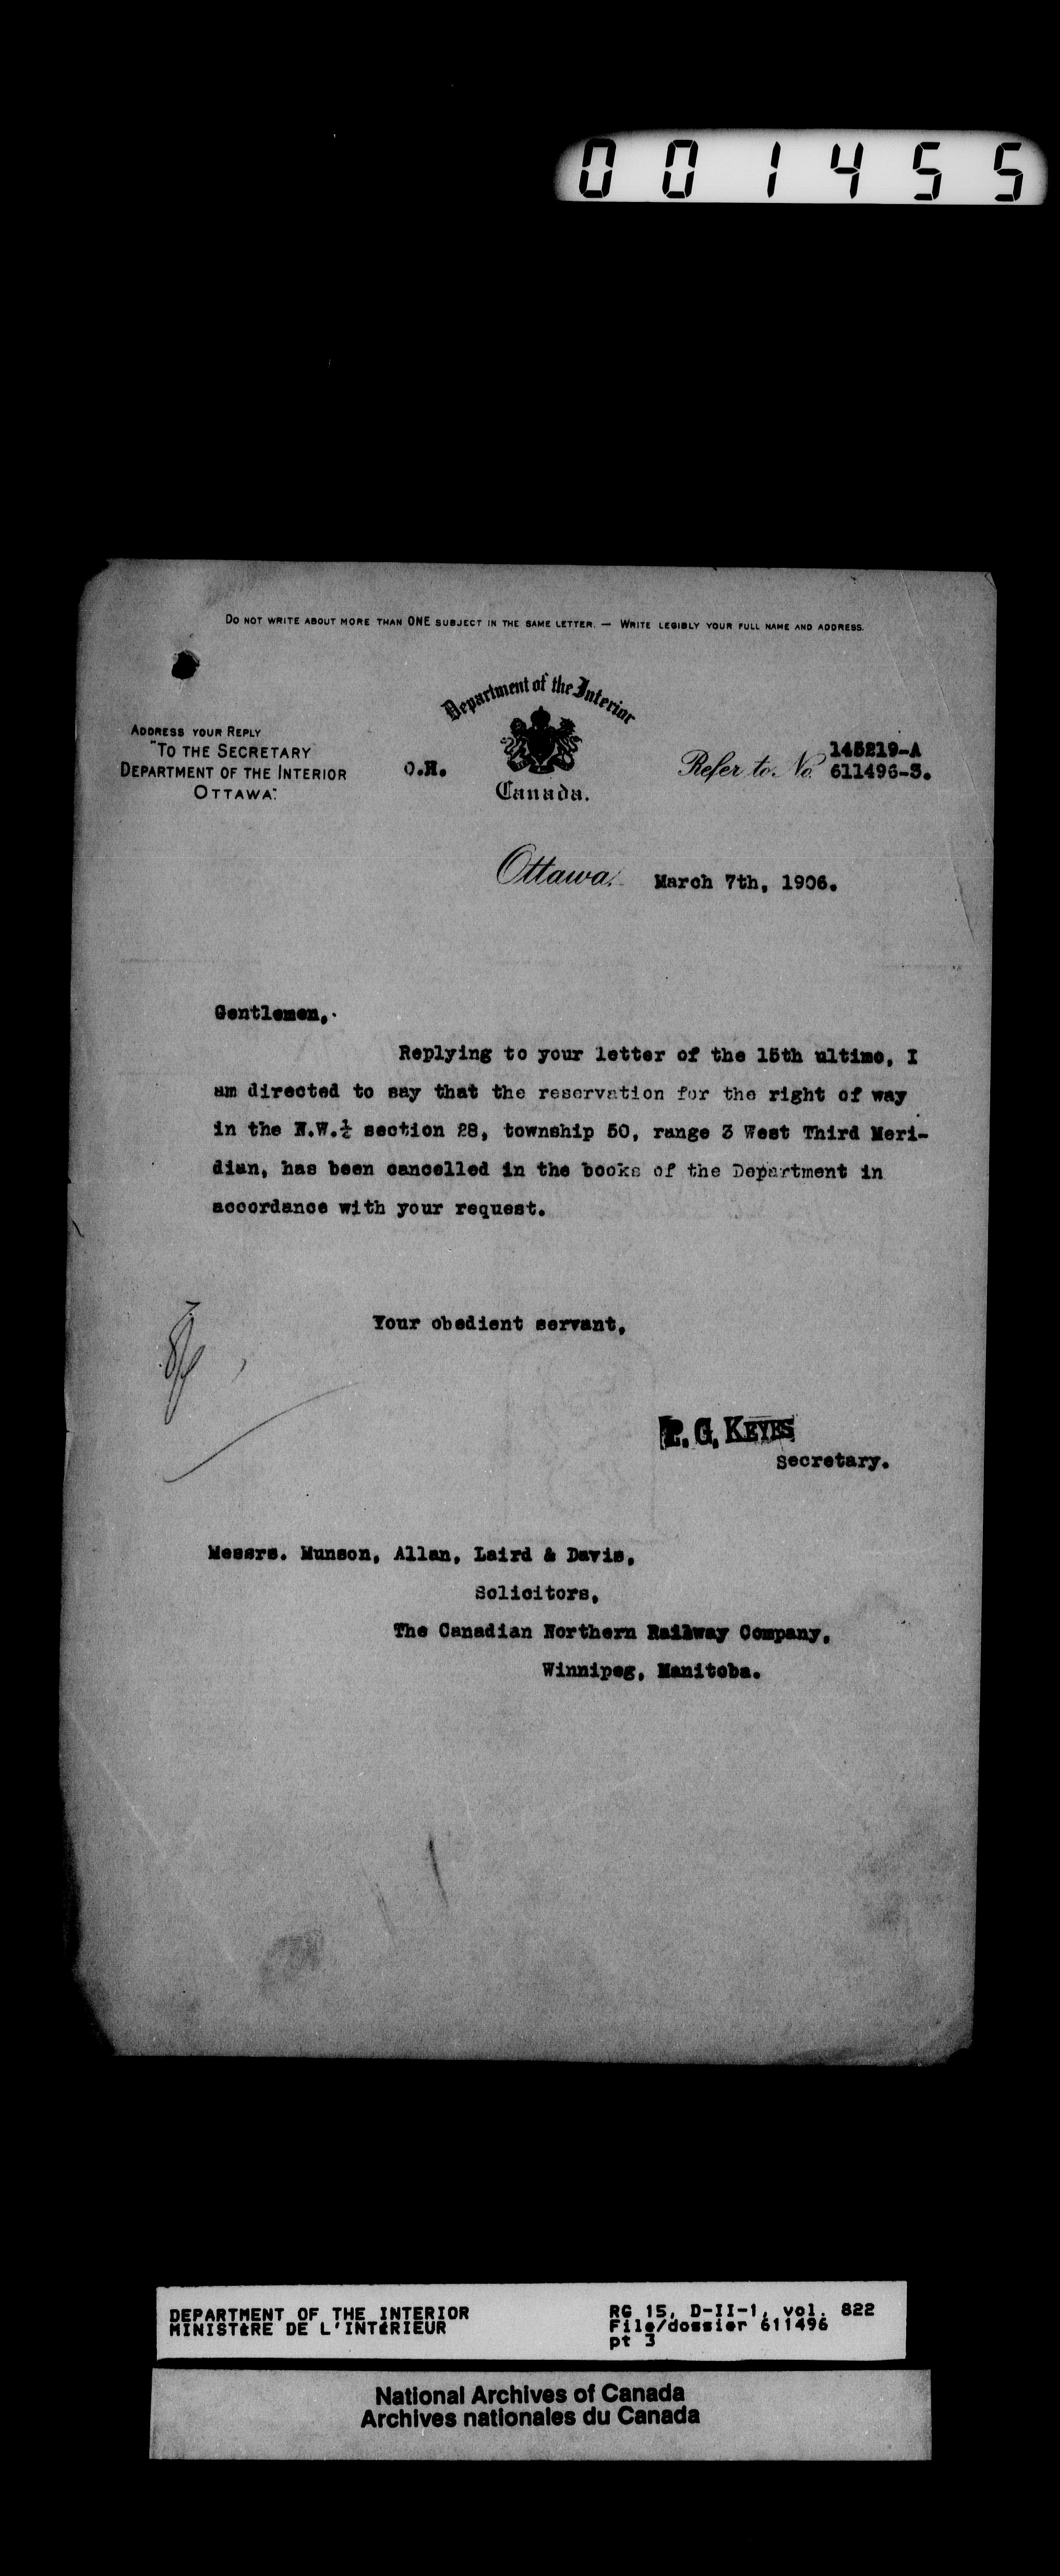 001455
DO NOT WRITE ABOUT MORE THAN ONE SUBJECT IN THE SAME LETTER. — WRITE LEGIBLY YOUR FULL NAME AND ADDRESS.
Department of the Interior
Canada.
ADDRESS YOUR REPLY
"TO THE SECRETARY
DEPARTMENT OF THE INTERIOR
OTTAWA."
O.H.
Refer to No. 145219-A
611496-S.
Ottawa, March 7th, 1906.
Gentlemen,
Replying to your letter of the 15th ultimo, I
am directed to say that the reservation for the right of way
in the N.W.¼ section 28, township 50, range 3 West Third Meri-
dian, has been cancelled in the books of the Department in
accordance with your request.
Your obedient servant,
P. G. KEYES
Secretary.
Messrs. Munson, Allan, Laird & Davis,
Solicitors,
The Canadian Northern Railway Company,
Winnipeg, Manitoba.
DEPARTMENT OF THE INTERIOR
MINISTÈRE DE L'INTÉRIEUR
RG 15, D-II-1, vol. 822
File/dossier 611496
pt 3
National Archives of Canada
Archives nationales du Canada